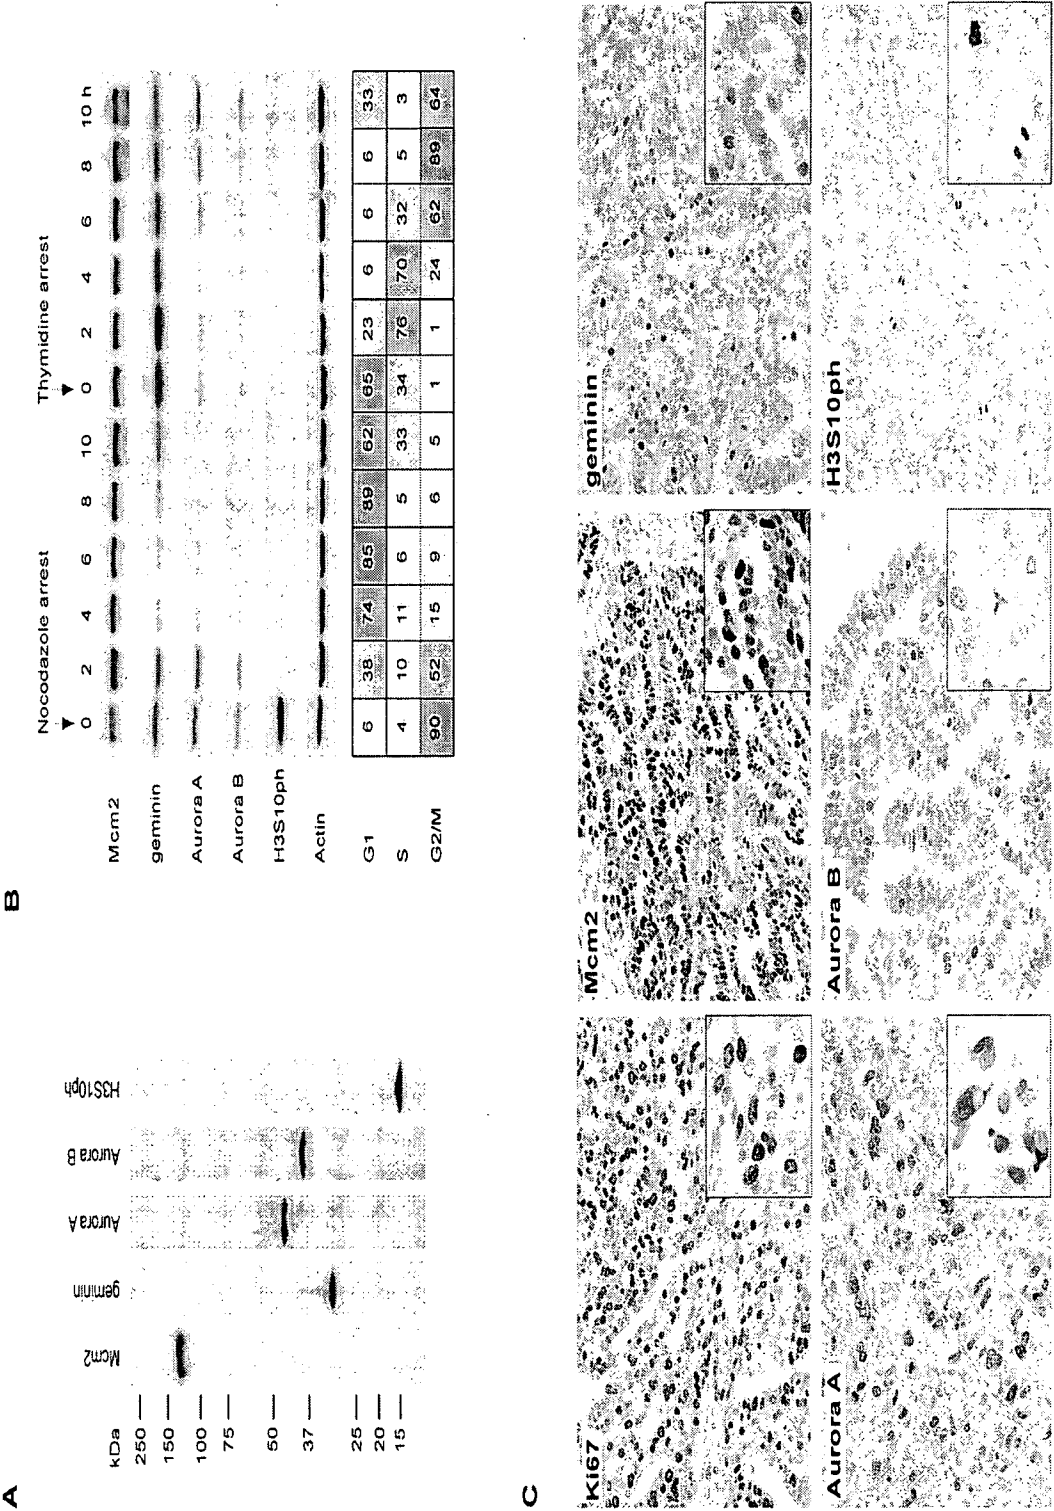 A
kDa
250
150
100
75
50
37
25
20
15
Mcm2
geminin
Aurora A
Aurora B
H3S10ph
B
Nocodazole arrest Thymidine arrest
0 2 4 6 8 10 0 2 4 6 8 10 h
Mcm2
geminin
Aurora A
Aurora B
H3S10ph
Actin
G1 6 38 74 85 89 62 65 23 6 6 6 33
S 4 10 11 6 5 33 34 76 70 32 5 3
G2/M 90 52 15 9 6 5 1 1 24 62 89 64
C
Ki67
Mcm2
geminin
Aurora A
Aurora B
H3S10ph